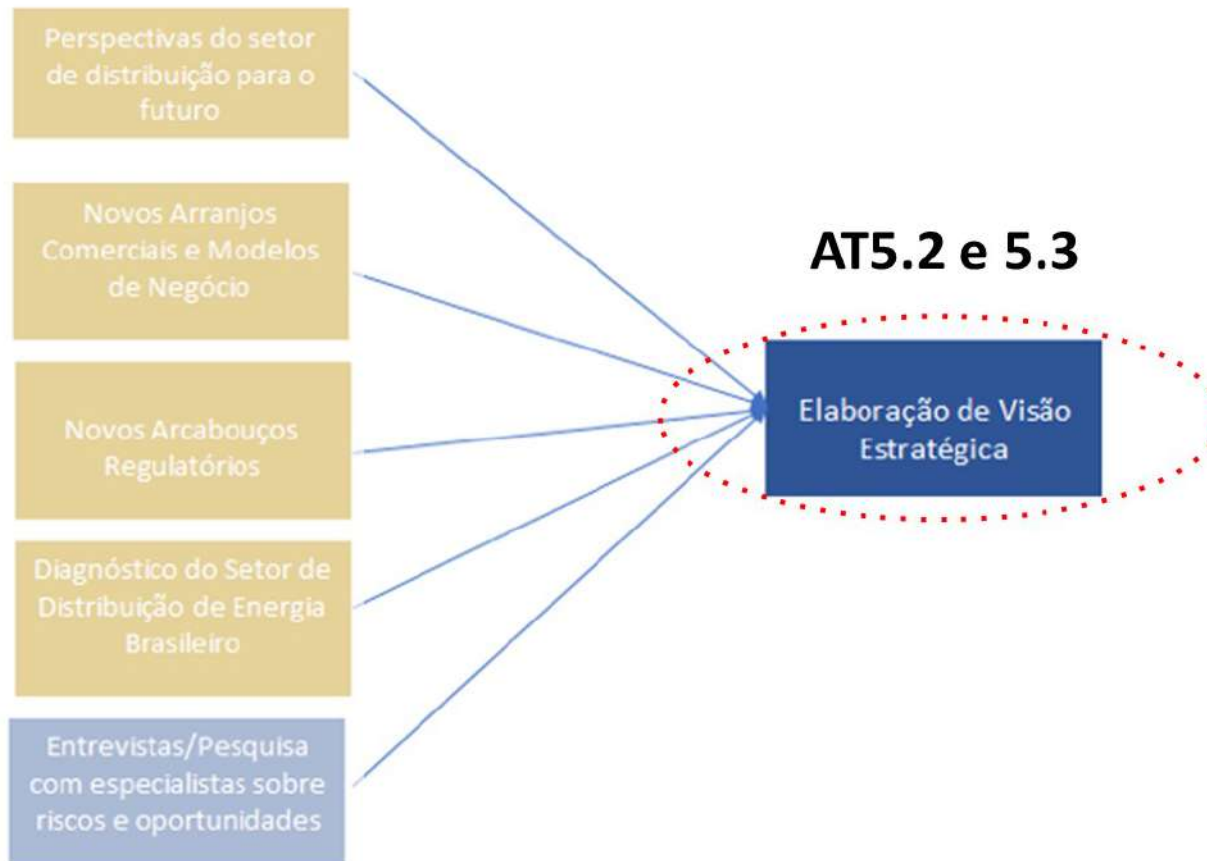 Perspectivas do setor
de distribuição para o
futuro
Novos Arranjos
Comerciais e Modelos
de Negócio
Novos Arcabouços
Regulatórios
Diagnóstico do Setor de
Distribuição de Energia
Brasileiro
Entrevistas/Pesquisa
com especialistas sobre
riscos e oportunidades
AT5.2 e 5.3
Elaboração de Visão
Estratégica